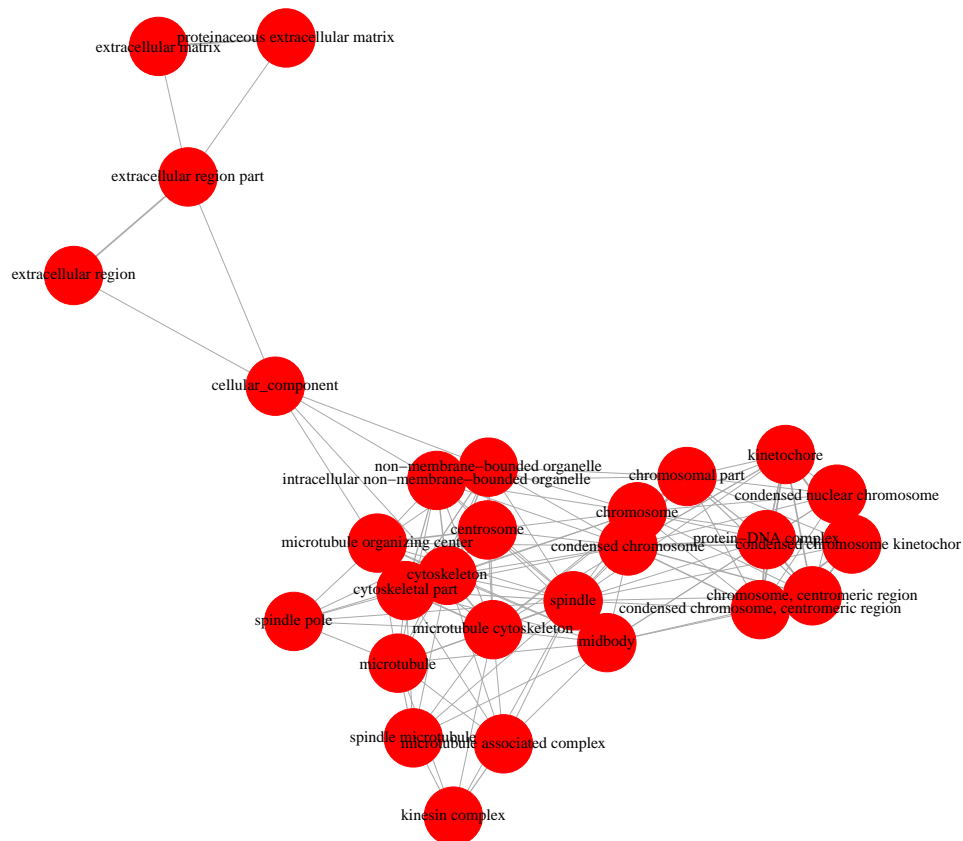 proteinaceous extracellular matrix
extracellular matrix
extracellular region part
extracellular region
cellular_component
kinetochore
non−membrane−bounded organelle
chromosomal part
intracellular non−membrane−bounded organelle
condensed nuclear chromosome
chromosome
centrosome
protein−DNA complex
microtubule organizing center
condensed chromosome
condensed chromosome kinetochor
cytoskeleton
cytoskeletal part
chromosome, centromeric region
spindle
condensed chromosome, centromeric region
spindle pole
microtubule cytoskeleton
midbody
microtubule
spindle microtubule
microtubule associated complex
kinesin complex